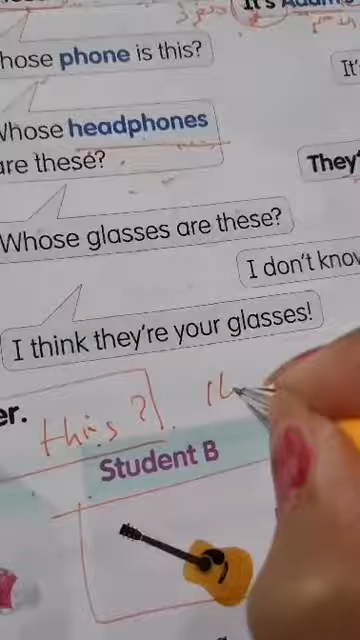 It's Adam's
hose phone is this?
It'
Whose headphones
are these?
They'
Whose glasses are these?
I don't know
I think they're your glasses!
er.
this?
Student B